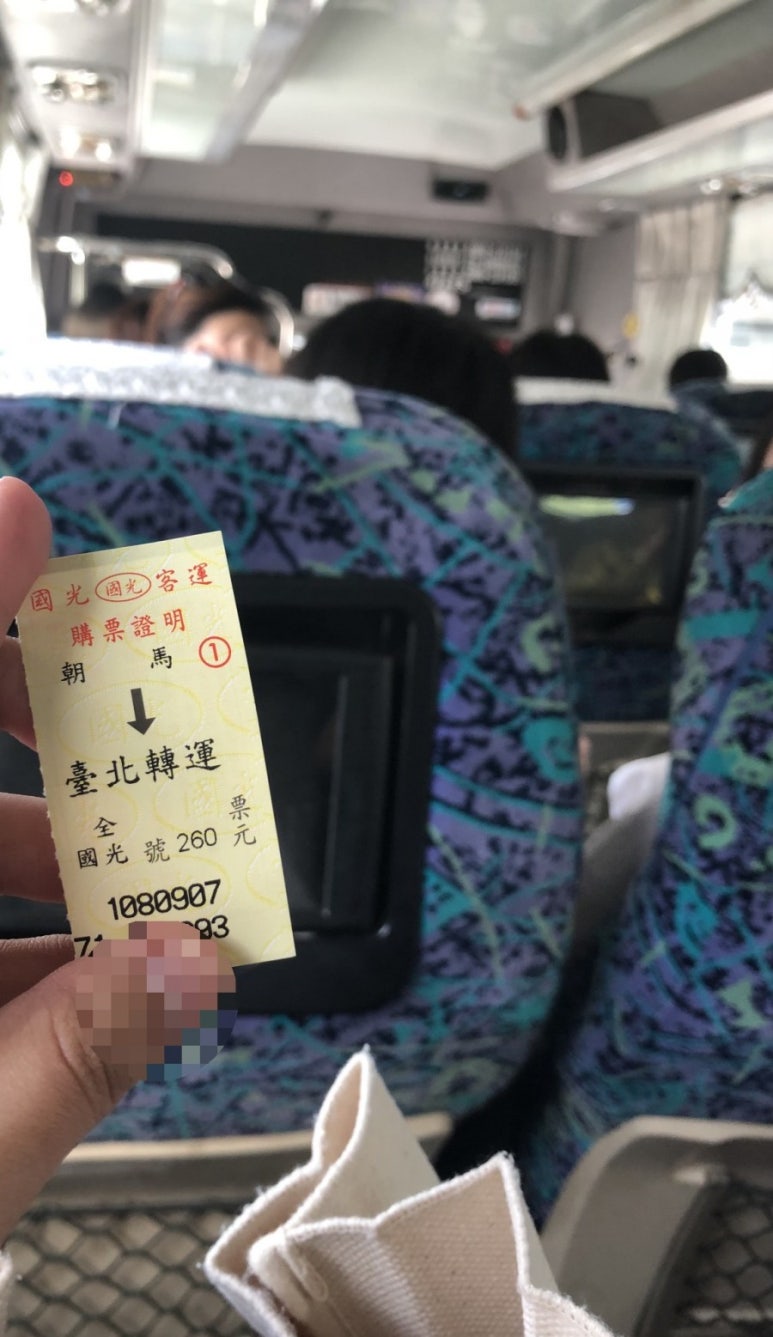 國光國光客運
購票證明
朝馬 1
臺北轉運
全票
國光號 260 元
1080907